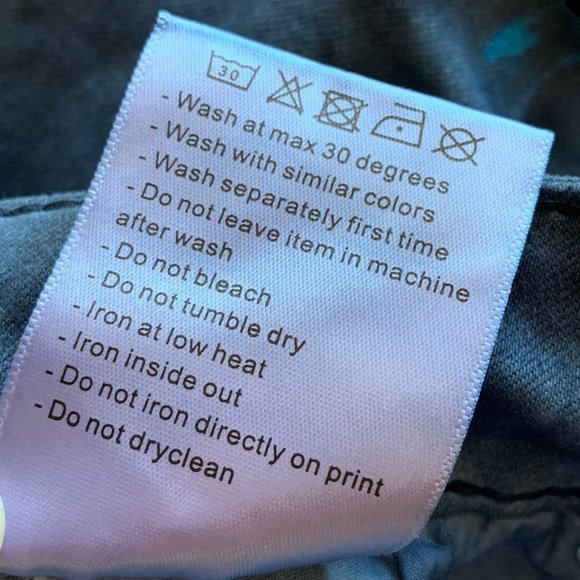 30
- Wash at max 30 degrees
- Wash with similar colors
- Wash separately first time
- Do not leave item in machine
after wash
- Do not bleach
- Do not tumble dry
- Iron at low heat
- Iron inside out
- Do not iron directly on print
- Do not dryclean